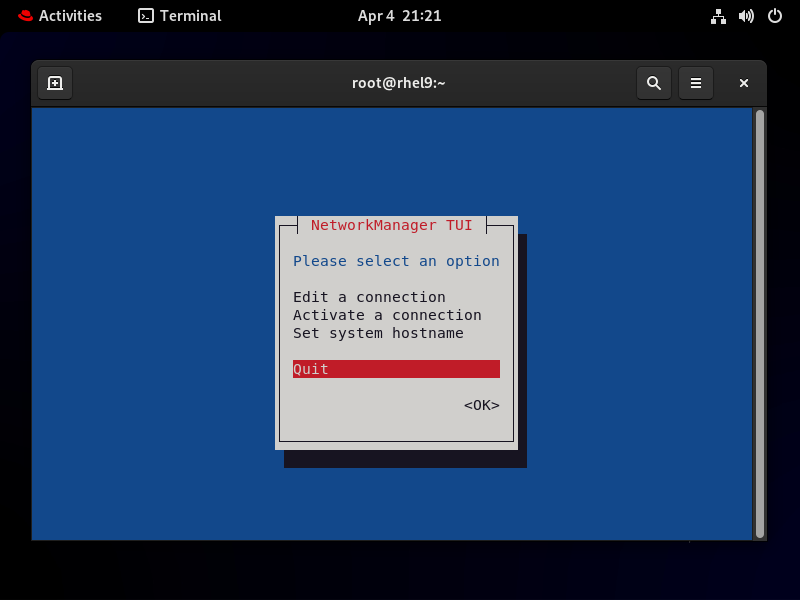 Activities Terminal Apr 4 21:21
root@rhel9:~
NetworkManager TUI
Please select an option
Edit a connection
Activate a connection
Set system hostname
Quit
<OK>